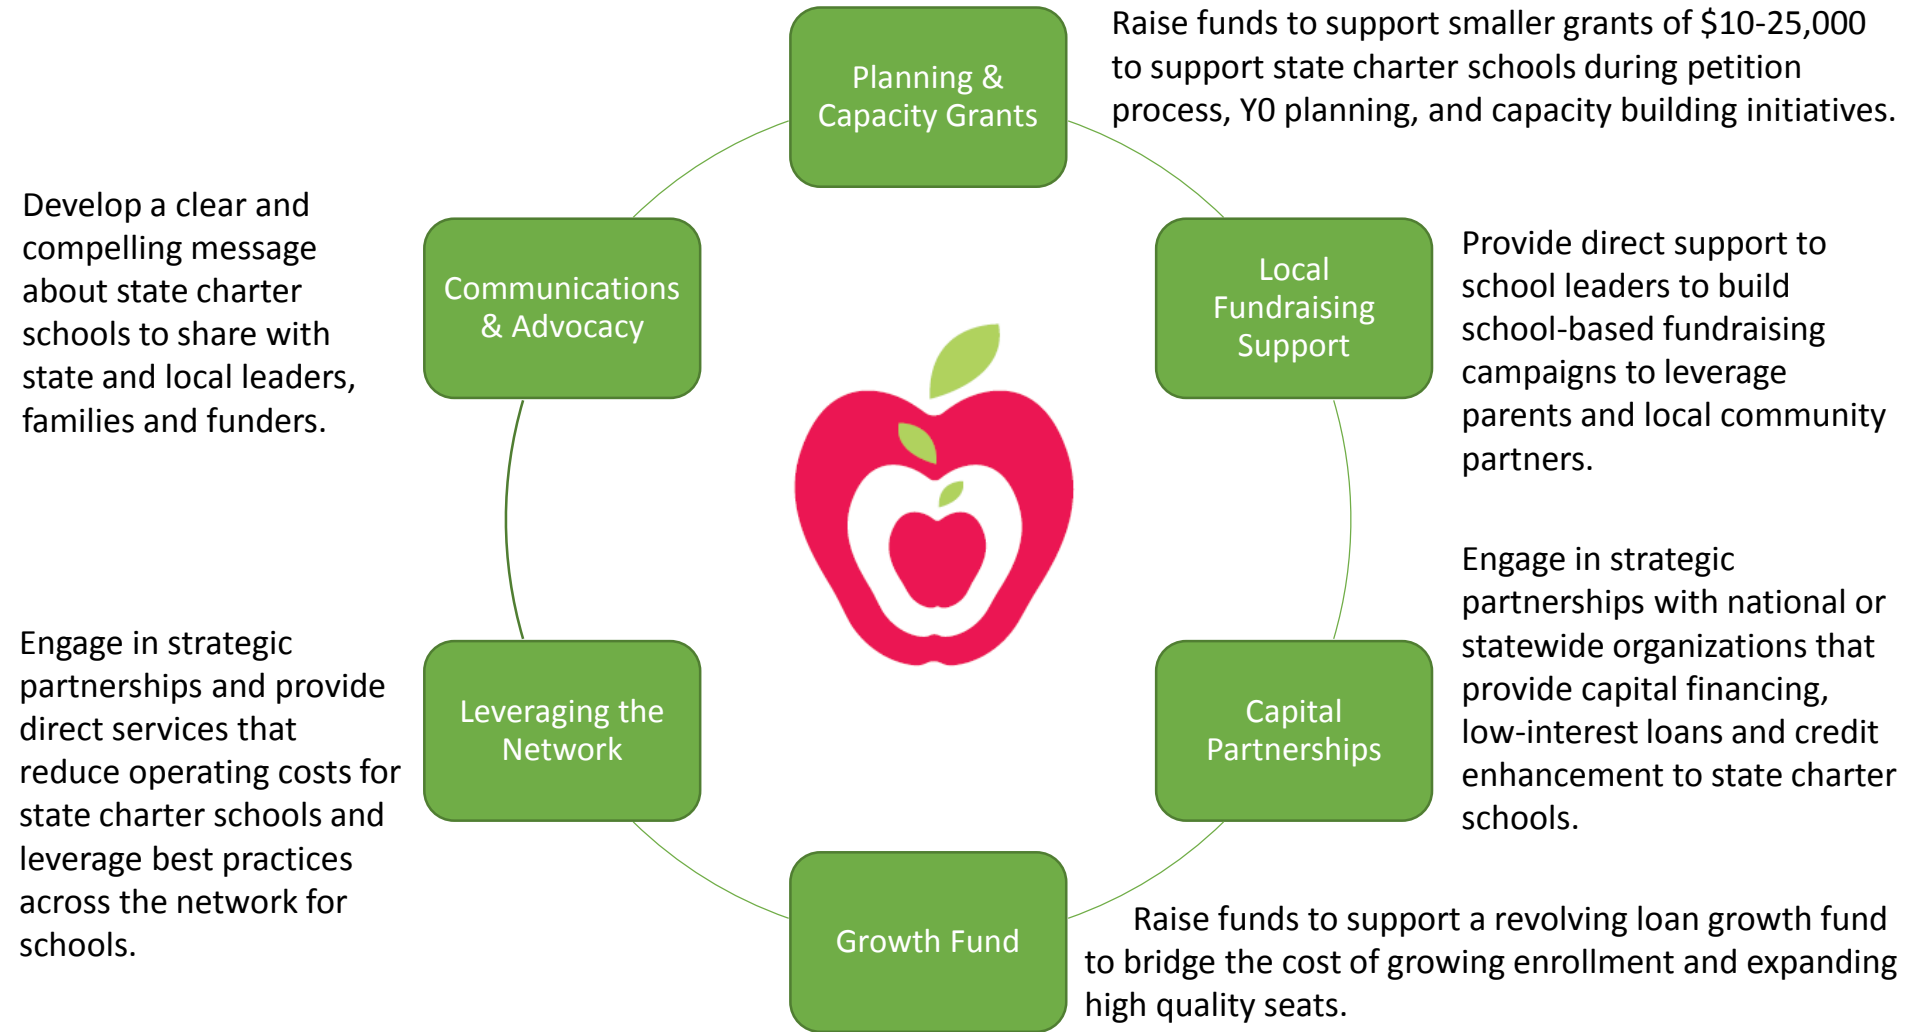 Planning &
Capacity Grants
Raise funds to support smaller grants of $10-25,000
to support state charter schools during petition
process, Y0 planning, and capacity building initiatives.
Local
Fundraising
Support
Provide direct support to
school leaders to build
school-based fundraising
campaigns to leverage
parents and local community
partners.
Capital
Partnerships
Engage in strategic
partnerships with national or
statewide organizations that
provide capital financing,
low-interest loans and credit
enhancement to state charter
schools.
Growth Fund
Raise funds to support a revolving loan growth fund
to bridge the cost of growing enrollment and expanding
high quality seats.
Leveraging the
Network
Engage in strategic
partnerships and provide
direct services that
reduce operating costs for
state charter schools and
leverage best practices
across the network for
schools.
Communications
& Advocacy
Develop a clear and
compelling message
about state charter
schools to share with
state and local leaders,
families and funders.